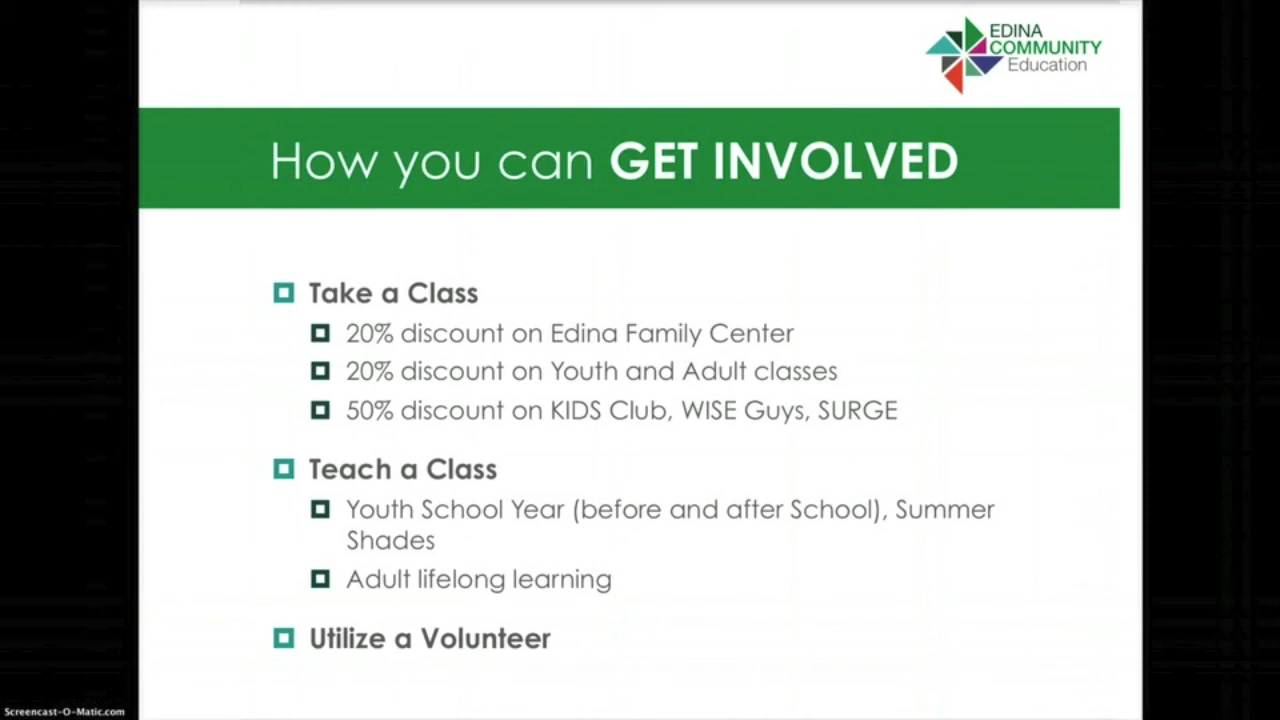 EDINA
COMMUNITY
Education
How you can GET INVOLVED
Take a Class
20% discount on Edina Family Center
20% discount on Youth and Adult classes
50% discount on KIDS Club, WISE Guys, SURGE
Teach a Class
Youth School Year (before and after School), Summer
Shades
Adult lifelong learning
Utilize a Volunteer
Screencast-O-Matic.com